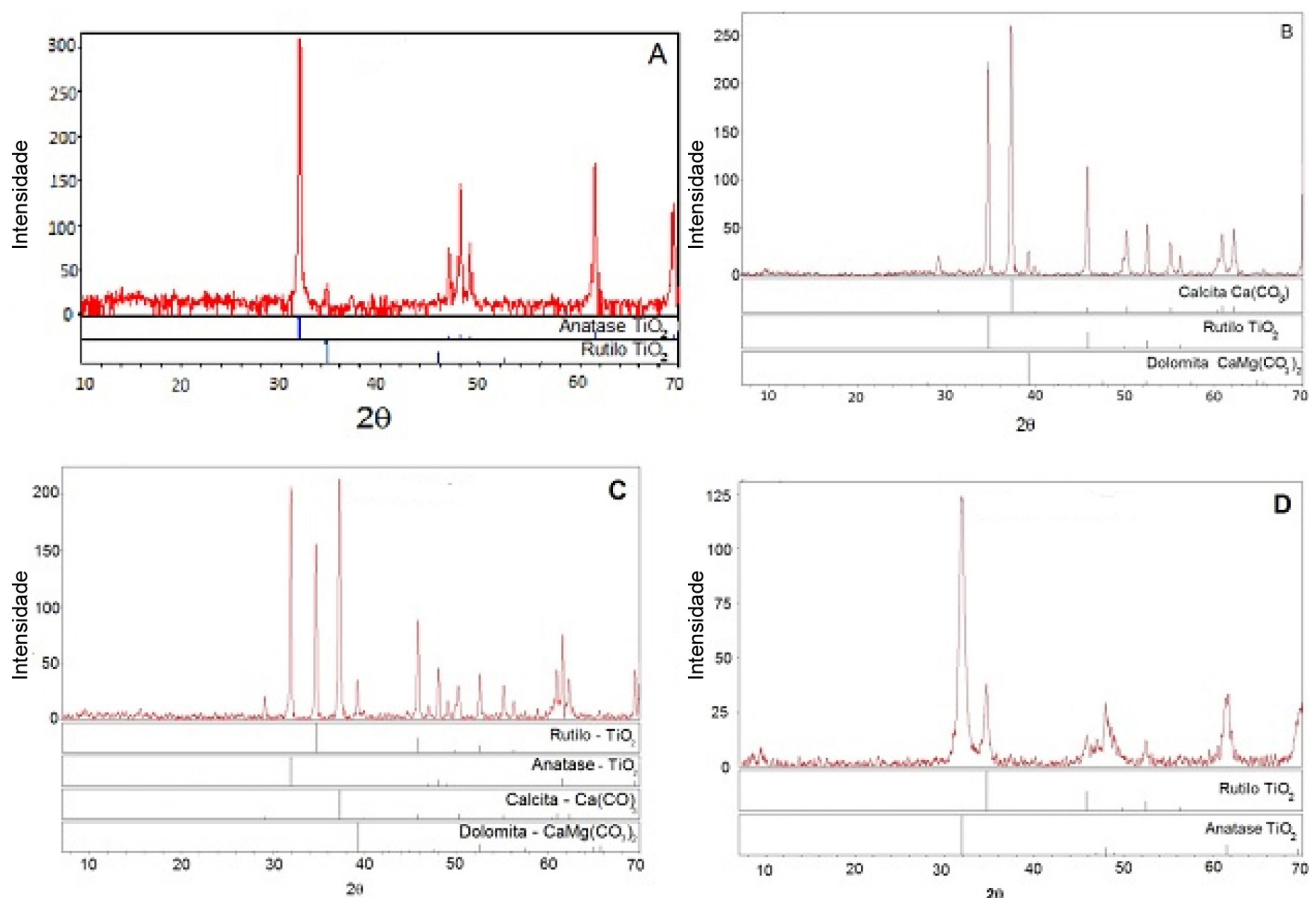 A
Intensidade
300
250
200
150
100
50
0
Anatase TiO2
Rutilo TiO2
10 20 30 40 50 60 70
2θ
B
Intensidade
250
200
150
100
50
0
Calcita Ca(CO3)
Rutilo TiO2
Dolomita CaMg(CO3)2
10 20 30 40 50 60 70
2θ
C
Intensidade
200
150
100
50
0
Rutilo - TiO2
Anatase - TiO2
Calcita - Ca(CO)3
Dolomita - CaMg(CO3)2
10 20 30 40 50 60 70
2θ
D
Intensidade
125
100
75
50
25
0
Rutilo TiO2
Anatase TiO2
10 20 30 40 50 60 70
2θ